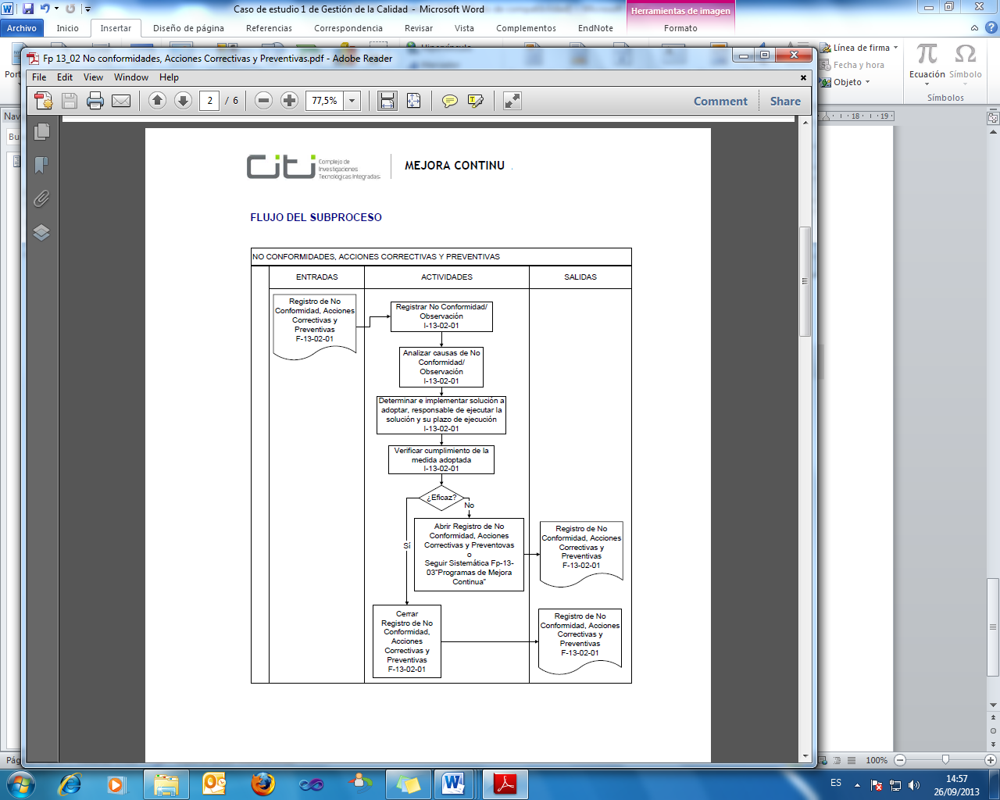 Caso de estudio 1 de Gestión de la Calidad - Microsoft Word
Herramientas de imagen
Archivo
Inicio
Insertar
Diseño de página
Referencias
Correspondencia
Revisar
Vista
Complementos
EndNote
Formato
Línea de firma
Fecha y hora
Objeto
Ecuación
Símbolo
Símbolos
Fp 13_02 No conformidades, Acciones Correctivas y Preventivas.pdf - Adobe Reader
File Edit View Window Help
2 / 6
77,5%
Comment
Share
18 19
citi
Complejo de
Investigaciones
Tecnológicas Integradas
MEJORA CONTINU
FLUJO DEL SUBPROCESO
NO CONFORMIDADES, ACCIONES CORRECTIVAS Y PREVENTIVAS
ENTRADAS
ACTIVIDADES
SALIDAS
Registro de No
Conformidad, Acciones
Correctivas y
Preventivas
F-13-02-01
Registrar No Conformidad/
Observación
I-13-02-01
Analizar causas de No
Conformidad/
Observación
I-13-02-01
Determinar e implementar solución a
adoptar, responsable de ejecutar la
solución y su plazo de ejecución
I-13-02-01
Verificar cumplimiento de la
medida adoptada
I-13-02-01
¿Eficaz?
No
Sí
Abrir Registro de No
Conformidad, Acciones
Correctivas y Preventovas
o
Seguir Sistemática Fp-13-
03"Programas de Mejora
Continua"
Registro de No
Conformidad, Acciones
Correctivas y
Preventivas
F-13-02-01
Cerrar
Registro de No
Conformidad,
Acciones
Correctivas y
Preventivas
F-13-02-01
Registro de No
Conformidad, Acciones
Correctivas y
Preventivas
F-13-02-01
100%
ES
14:57
26/09/2013